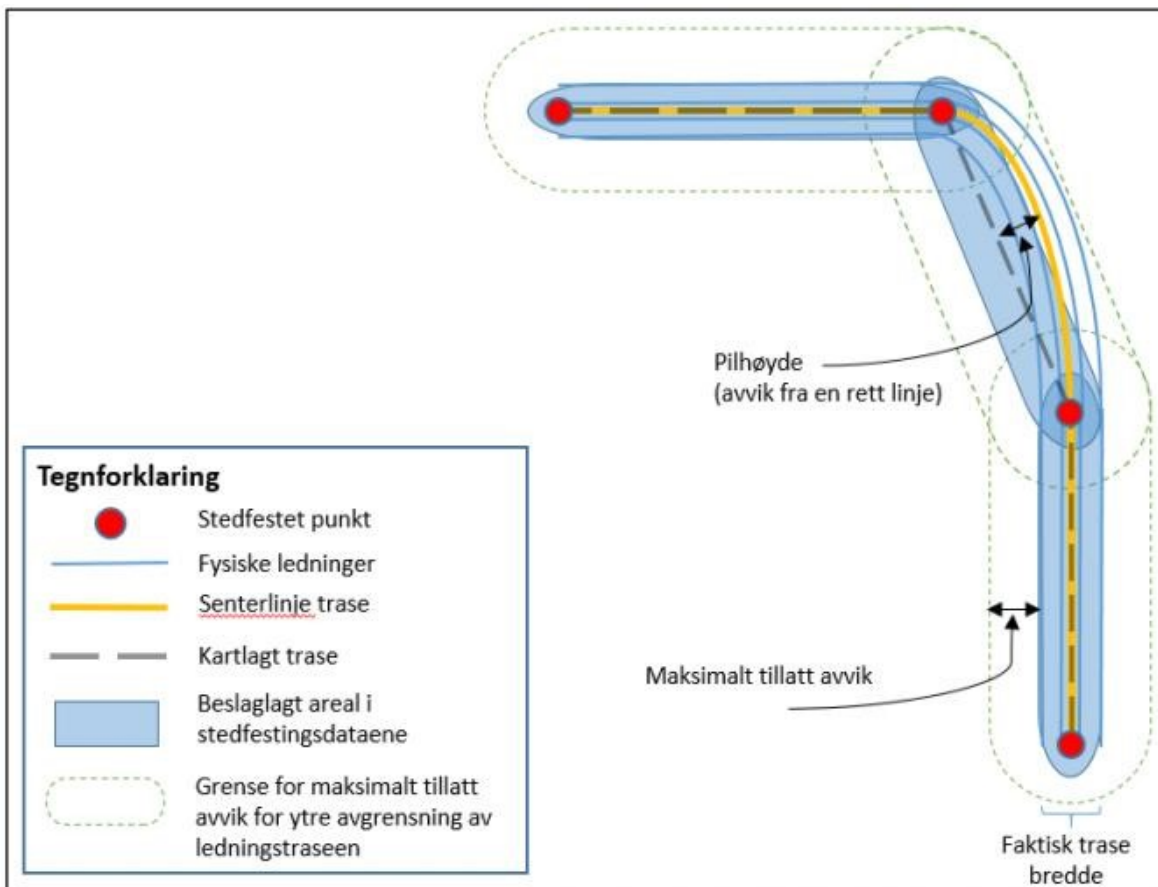 Pilhøyde
(avvik fra en rett linje)
Maksimalt tillatt avvik
Faktisk trase
bredde
Tegnforklaring
Stedfestet punkt
Fysiske ledninger
Senterlinje trase
Kartlagt trase
Beslaglagt areal i
stedfestingsdataene
Grense for maksimalt tillatt
avvik for ytre avgrensning av
ledningstraseen